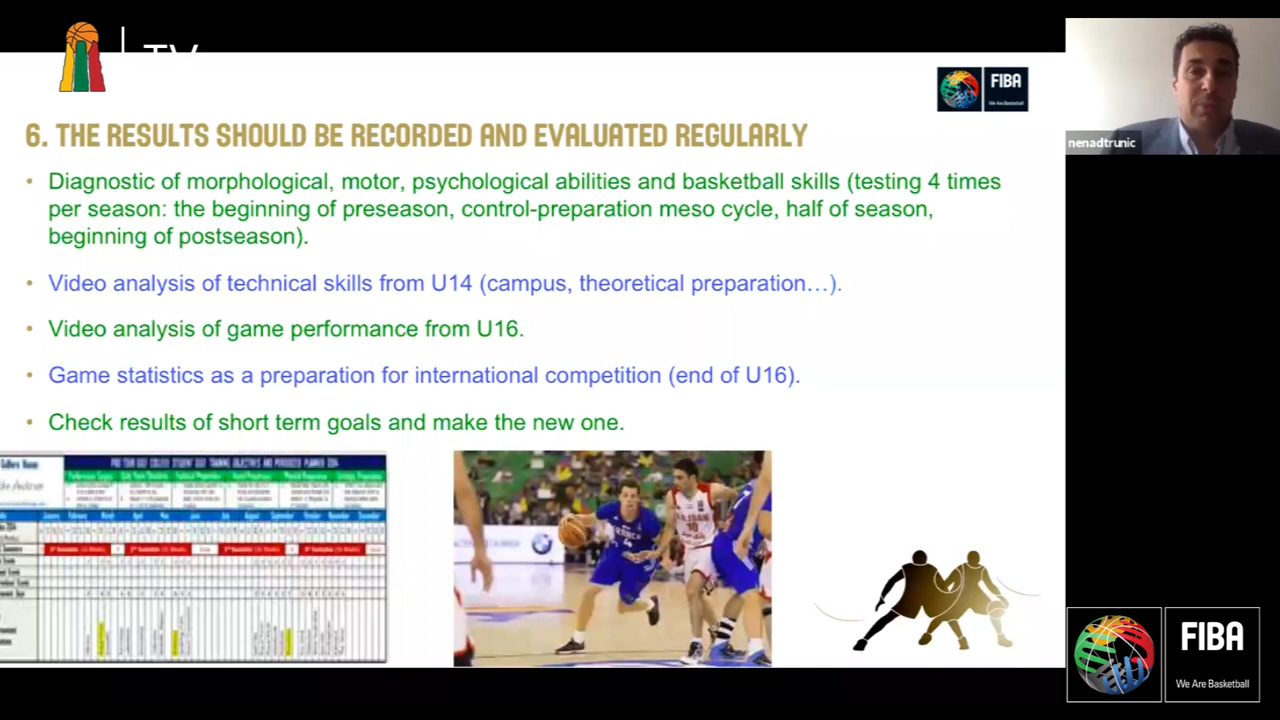 TV
FIBA
We Are Basketball
nenadtrunic
6. THE RESULTS SHOULD BE RECORDED AND EVALUATED REGULARLY
• Diagnostic of morphological, motor, psychological abilities and basketball skills (testing 4 times
per season: the beginning of preseason, control-preparation meso cycle, half of season,
beginning of postseason).
• Video analysis of technical skills from U14 (campus, theoretical preparation…).
• Video analysis of game performance from U16.
• Game statistics as a preparation for international competition (end of U16).
• Check results of short term goals and make the new one.
FIBA
We Are Basketball